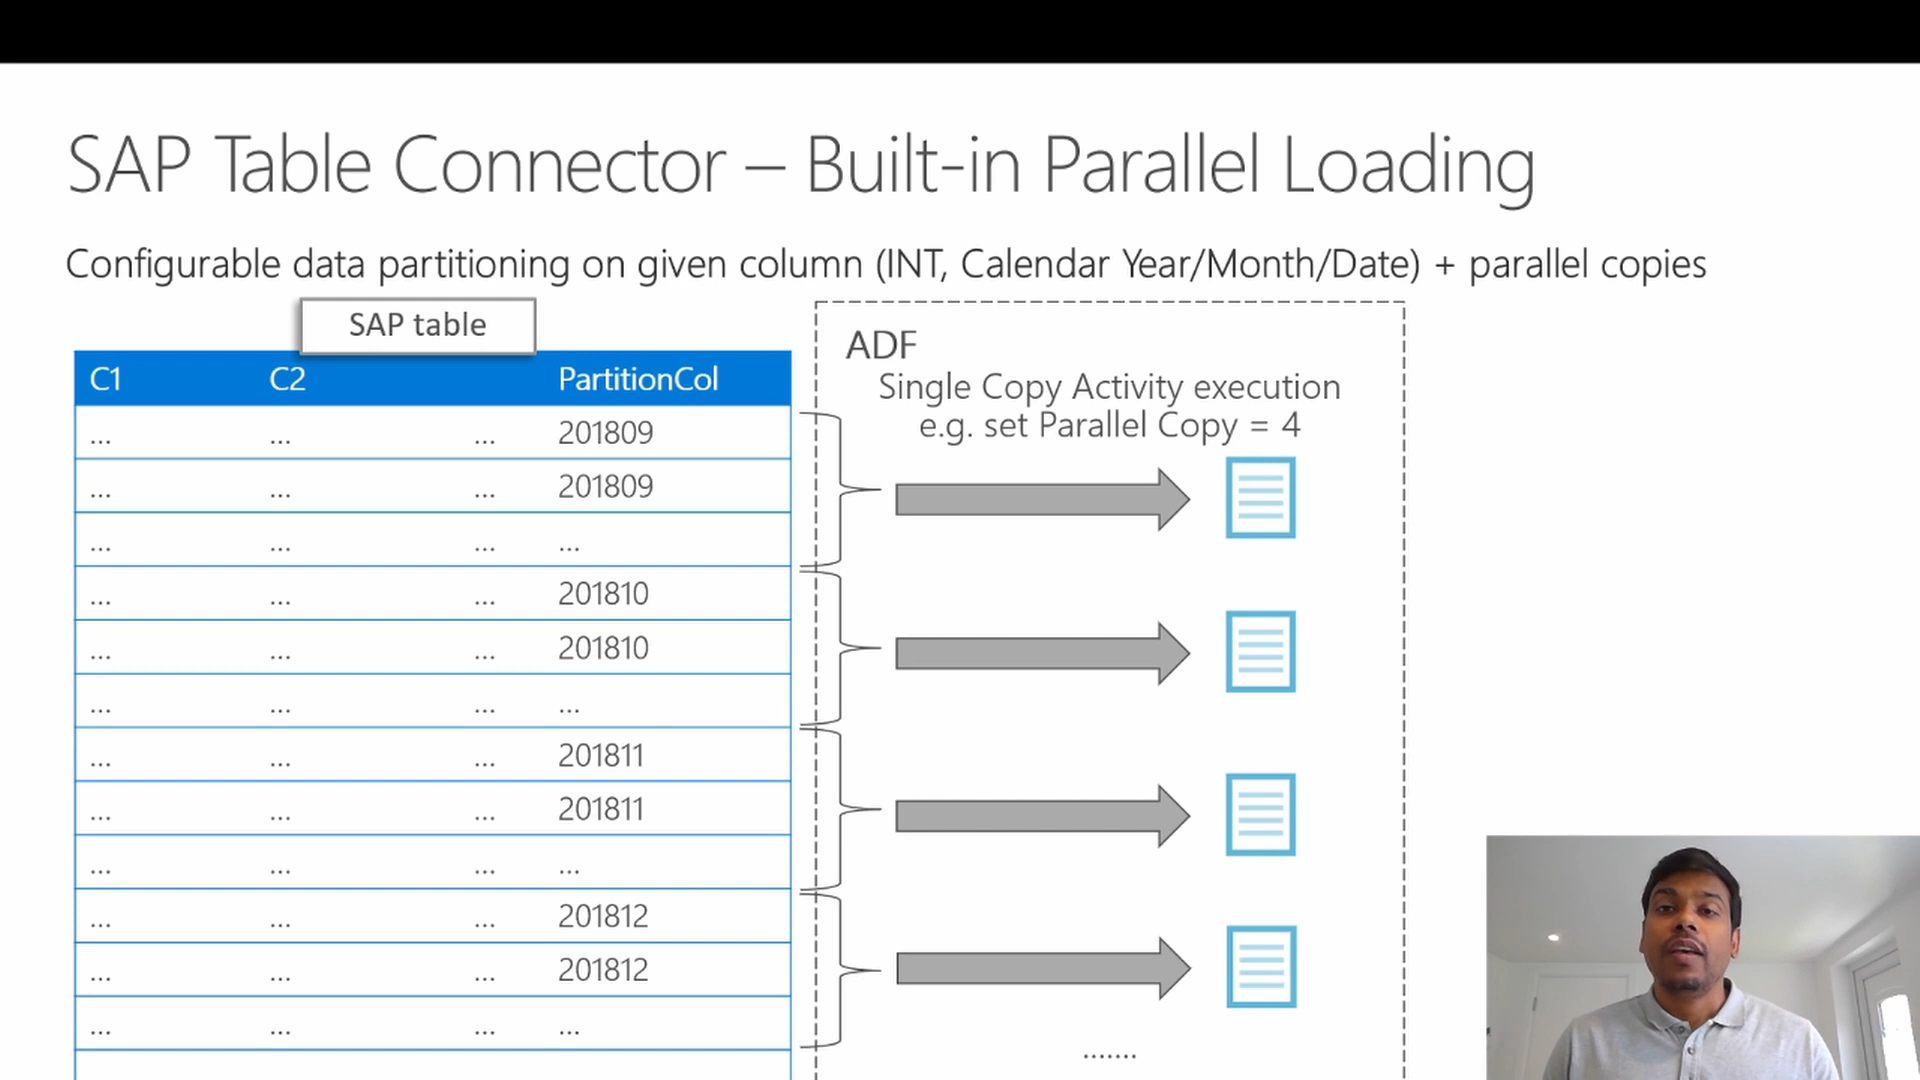 SAP Table Connector – Built-in Parallel Loading
Configurable data partitioning on given column (INT, Calendar Year/Month/Date) + parallel copies
SAP table
C1 C2 PartitionCol
... ... ... 201809
... ... ... 201809
... ... ... ...
... ... ... 201810
... ... ... 201810
... ... ... ...
... ... ... 201811
... ... ... 201811
... ... ... ...
... ... ... 201812
... ... ... 201812
... ... ... ...
ADF
Single Copy Activity execution
e.g. set Parallel Copy = 4
.......